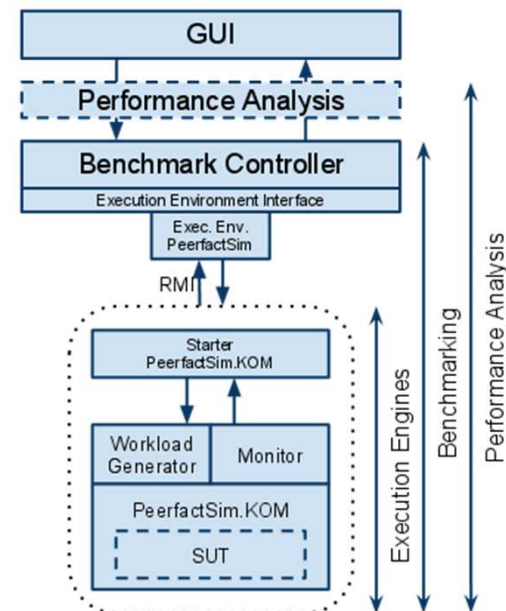 GUI
Performance Analysis
Benchmark Controller
Execution Environment Interface
Exec. Env.
PeerfactSim
RMI
Starter
PeerfactSim.KOM
Workload
Generator
Monitor
PeerfactSim.KOM
SUT
Execution Engines
Benchmarking
Performance Analysis